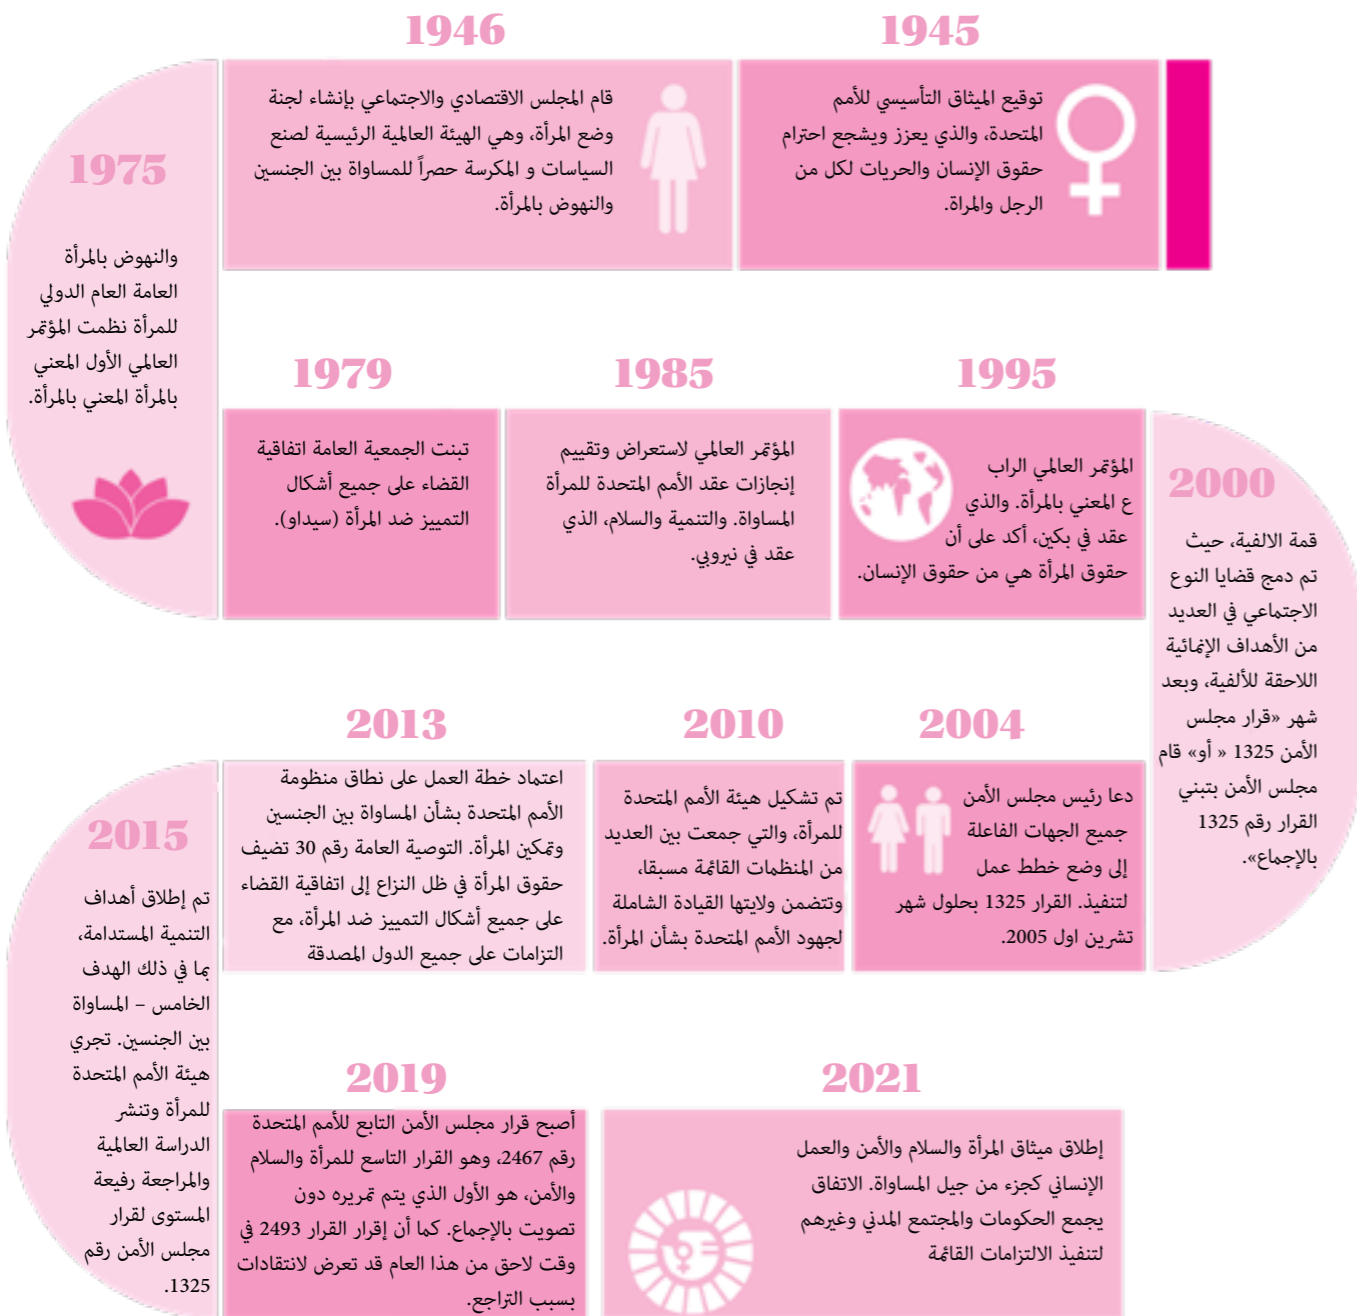 1945
توقيع الميثاق التأسيسي للأمم
المتحدة، والذي يعزز ويشجع احترام
حقوق الإنسان والحريات لكل من
الرجل والمراة.
1946
قام المجلس الاقتصادي والاجتماعي بإنشاء لجنة
وضع المرأة، وهي الهيئة العالمية الرئيسية لصنع
السياسات و المكرسة حصراً للمساواة بين الجنسين
والنهوض بالمرأة.
1975
والنهوض بالمرأة
العامة العام الدولي
للمرأة نظمت المؤتمر
العالمي الأول المعني
بالمرأة المعني بالمرأة.
1979
تبنت الجمعية العامة اتفاقية
القضاء على جميع أشكال
التمييز ضد المرأة (سيداو).
1985
المؤتمر العالمي لاستعراض وتقييم
إنجازات عقد الأمم المتحدة للمرأة
المساواة. والتنمية والسلام، الذي
عقد في نيروبي.
1995
المؤتمر العالمي الراب
ع المعني بالمرأة. والذي
عقد في بكين، أكد على أن
حقوق المرأة هي من حقوق الإنسان.
2000
قمة الالفية، حيث
تم دمج قضايا النوع
الاجتماعي في العديد
من الأهداف الإنمائية
اللاحقة للألفية، وبعد
شهر «قرار مجلس
الأمن 1325 « أو» قام
مجلس الأمن بتبني
القرار رقم 1325
بالإجماع».
2004
دعا رئيس مجلس الأمن
جميع الجهات الفاعلة
إلى وضع خطط عمل
لتنفيذ. القرار 1325 بحلول شهر
تشرين اول 2005.
2010
تم تشكيل هيئة الأمم المتحدة
للمرأة، والتي جمعت بين العديد
من المنظمات القائمة مسبقا،
وتتضمن ولايتها القيادة الشاملة
لجهود الأمم المتحدة بشأن المرأة.
2013
اعتماد خطة العمل على نطاق منظومة
الأمم المتحدة بشأن المساواة بين الجنسين
وتمكين المرأة. التوصية العامة رقم 30 تضيف
حقوق المرأة في ظل النزاع إلى اتفاقية القضاء
على جميع أشكال التمييز ضد المرأة، مع
التزامات على جميع الدول المصدقة
2015
تم إطلاق أهداف
التنمية المستدامة،
بما في ذلك الهدف
الخامس – المساواة
بين الجنسين. تجري
هيئة الأمم المتحدة
للمرأة وتنشر
الدراسة العالمية
والمراجعة رفيعة
المستوى لقرار
مجلس الأمن رقم
1325.
2019
أصبح قرار مجلس الأمن التابع للأمم المتحدة
رقم 2467، وهو القرار التاسع للمرأة والسلام
والأمن، هو الأول الذي يتم تمريره دون
تصويت بالإجماع. كما أن إقرار القرار 2493 في
وقت لاحق من هذا العام قد تعرض لانتقادات
بسبب التراجع.
2021
إطلاق ميثاق المرأة والسلام والأمن والعمل
الإنساني كجزء من جيل المساواة. الاتفاق
يجمع الحكومات والمجتمع المدني وغيرهم
لتنفيذ الالتزامات القائمة